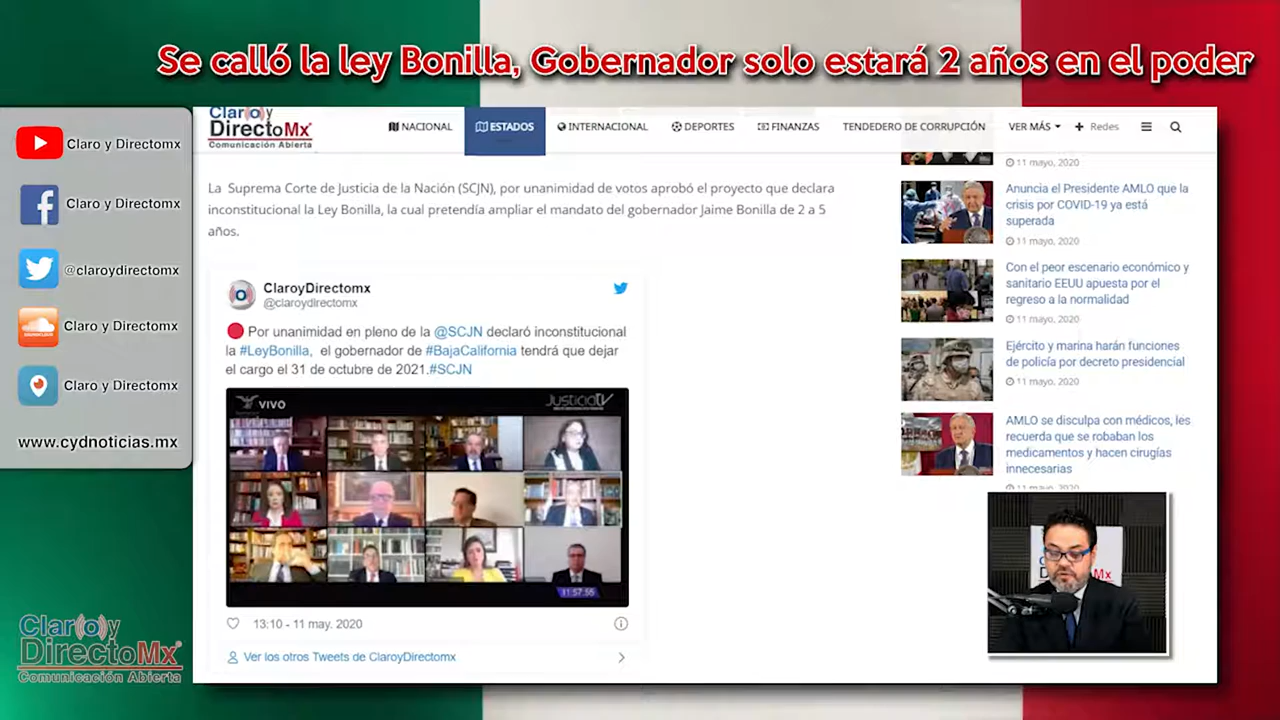 Se calló la ley Bonilla, Gobernador solo estará 2 años en el poder
Claro y Directomx
Claro y Directomx
@claroydirectomx
Claro y Directomx
Claro y Directomx
www.cydnoticias.mx
Claro y
DirectoMx
Comunicación Abierta
Claro y
DirectoMx
Comunicación Abierta
NACIONAL
ESTADOS
INTERNACIONAL
DEPORTES
FINANZAS
TENDEDERO DE CORRUPCIÓN
VER MÁS
Redes
La Suprema Corte de Justicia de la Nación (SCJN), por unanimidad de votos aprobó el proyecto que declara
inconstitucional la Ley Bonilla, la cual pretendía ampliar el mandato del gobernador Jaime Bonilla de 2 a 5
años.
ClaroyDirectomx
@claroydirectomx
Por unanimidad en pleno de la @SCJN declaró inconstitucional
la #LeyBonilla, el gobernador de #BajaCalifornia tendrá que dejar
el cargo el 31 de octubre de 2021.#SCJN
VIVO
JusticiaTV
11:57:55
13:10 - 11 may. 2020
Ver los otros Tweets de ClaroyDirectomx
11 mayo, 2020
Anuncia el Presidente AMLO que la
crisis por COVID-19 ya está
superada
11 mayo, 2020
Con el peor escenario económico y
sanitario EEUU apuesta por el
regreso a la normalidad
11 mayo, 2020
Ejército y marina harán funciones
de policía por decreto presidencial
11 mayo, 2020
AMLO se disculpa con médicos, les
recuerda que se robaban los
medicamentos y hacen cirugías
innecesarias
11 mayo, 2020